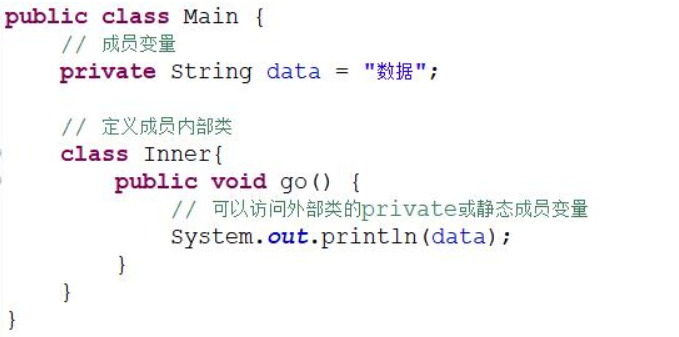 public class Main {
    // 成员变量
    private String data = "数据";

    // 定义成员内部类
    class Inner{
        public void go() {
            // 可以访问外部类的private或静态成员变量
            System.out.println(data);
        }
    }
}